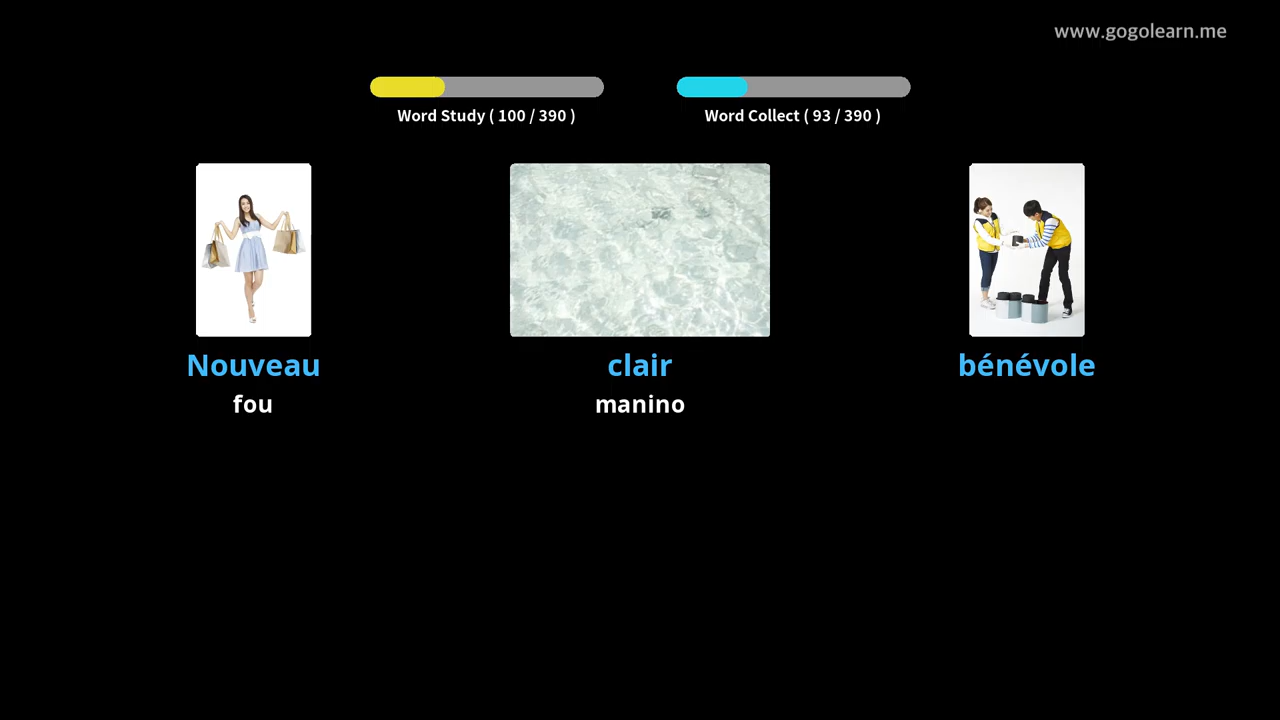 www.gogolearn.me
Word Study ( 100 / 390 )
Word Collect ( 93 / 390 )
Nouveau
fou
clair
manino
bénévole